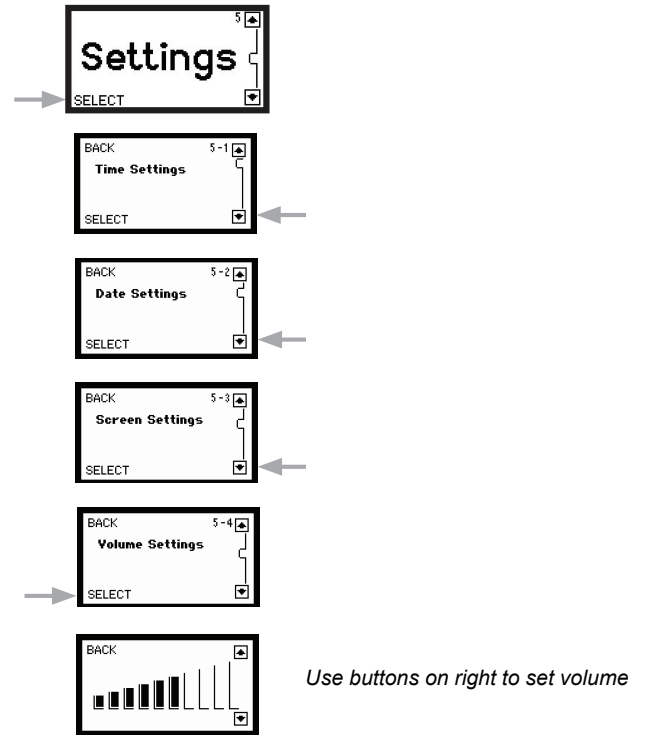 5
Settings
SELECT
BACK 5-1
Time Settings
SELECT
BACK 5-2
Date Settings
SELECT
BACK 5-3
Screen Settings
SELECT
BACK 5-4
Volume Settings
SELECT
BACK
Use buttons on right to set volume